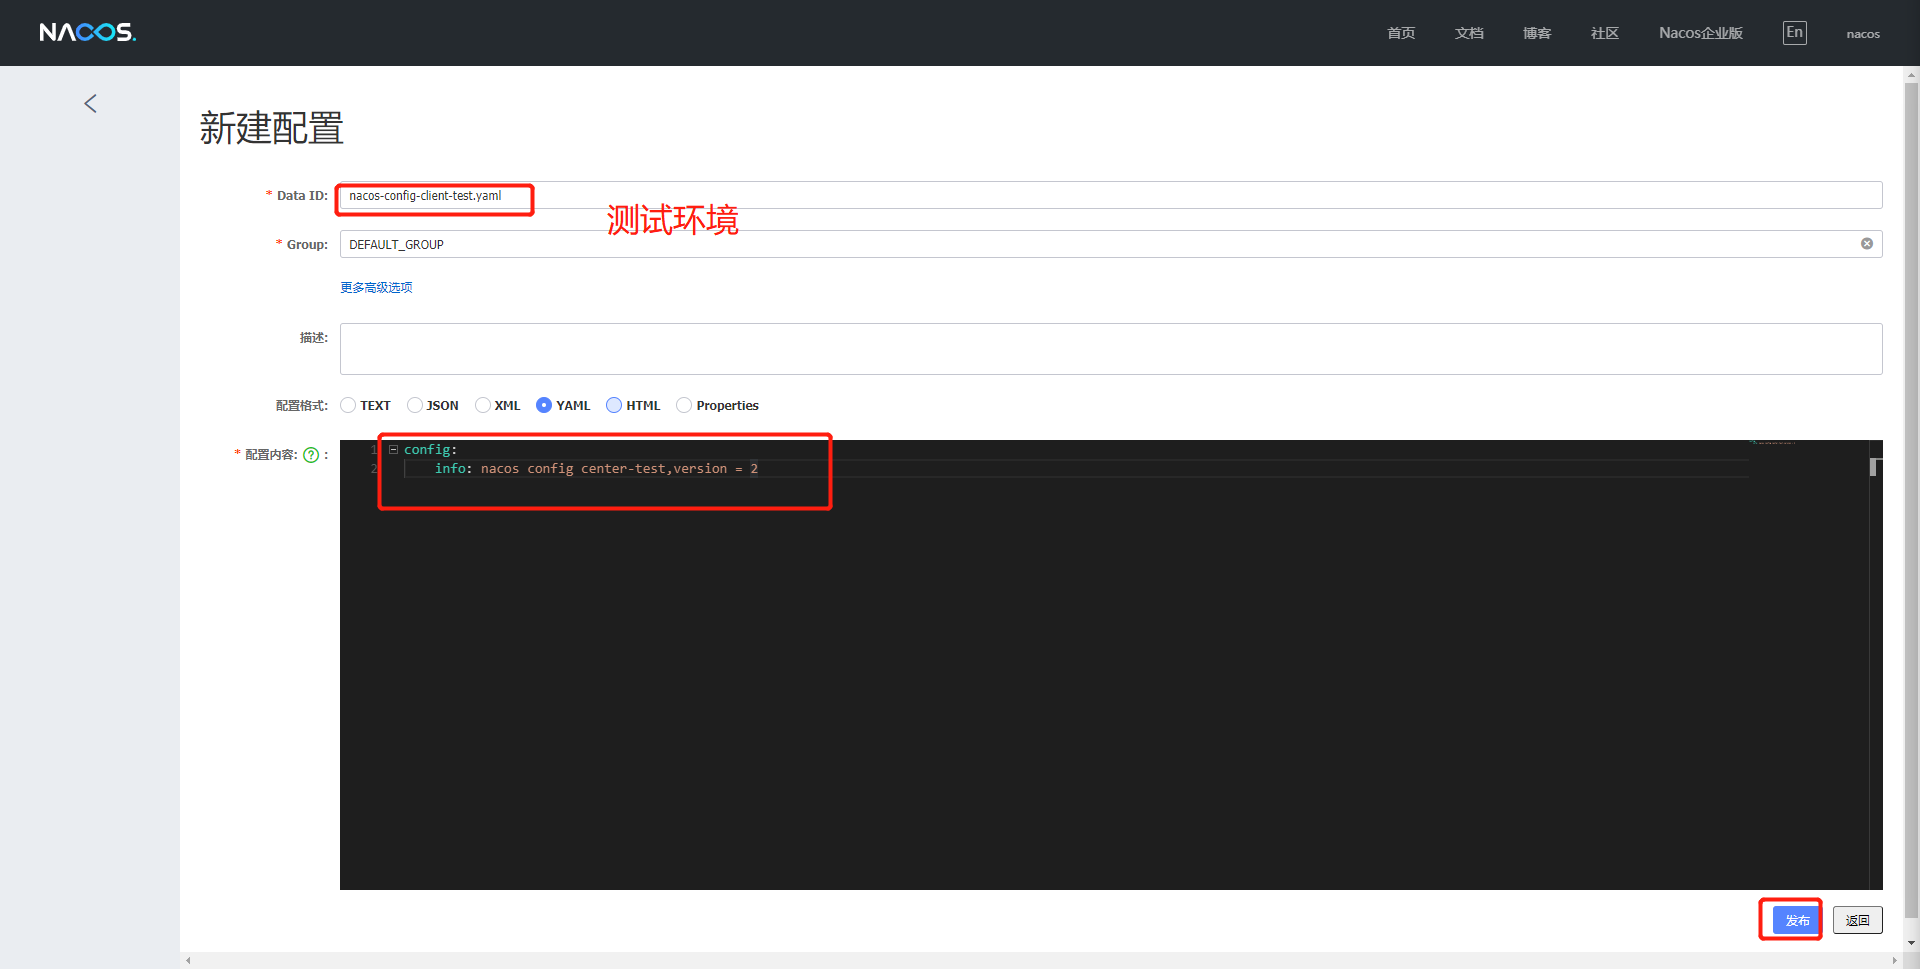 NACOS.
首页 文档 博客 社区 Nacos企业版 En nacos
新建配置
* Data ID: nacos-config-client-test.yaml
测试环境
* Group: DEFAULT_GROUP
更多高级选项
描述:
配置格式: TEXT JSON XML YAML HTML Properties
* 配置内容: ? :
1 config:
2 info: nacos config center-test,version = 2
发布 返回